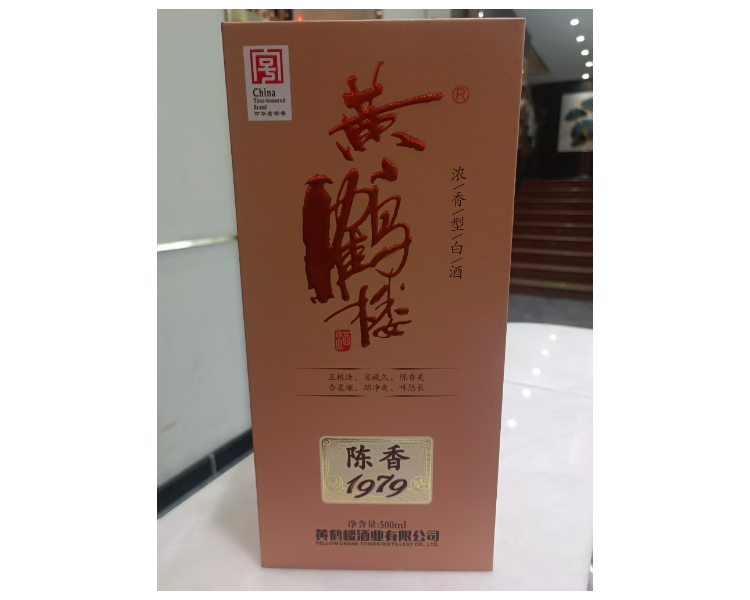 China
Time-honored
Brand
中华老字号
黄鹤楼
®
浓/香/型/白/酒
五粮浓、窖藏久、陈香美
香柔顺、绵净爽、味悠长
陈香
1979
净含量:500ml
黄鹤楼酒业有限公司
YELLOW CRANE TOWER DISTILLERY CO., LTD.